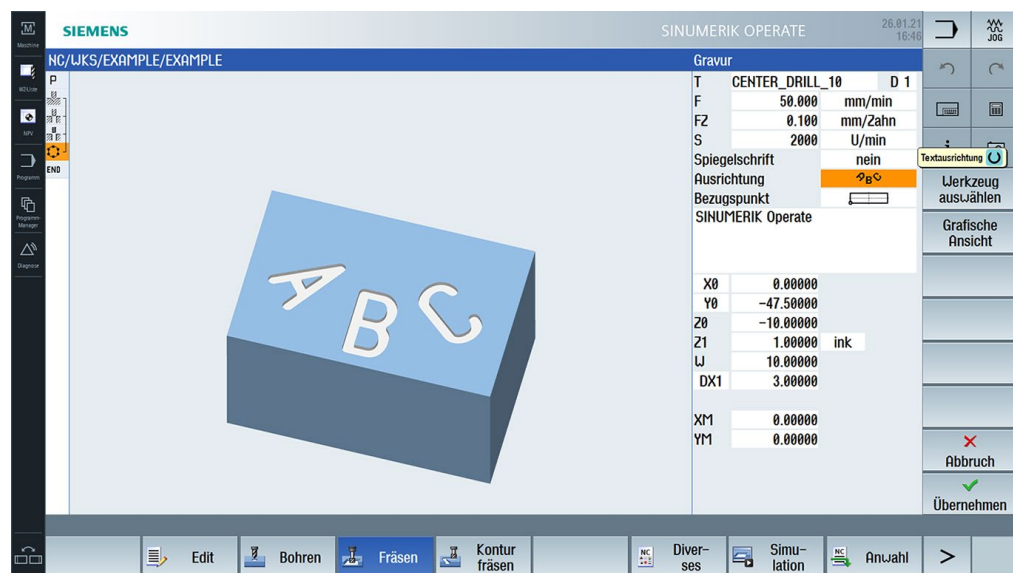 Maschine
SIEMENS
SINUMERIK OPERATE
26.01.21
16:46
JOG
NC/WKS/EXAMPLE/EXAMPLE
Gravur
P
END
T CENTER_DRILL_10 D 1
F 50.000 mm/min
FZ 0.100 mm/Zahn
S 2000 U/min
Spiegelschrift nein
Ausrichtung ABC
Bezugspunkt
SINUMERIK Operate
X0 0.00000
Y0 -47.50000
Z0 -10.00000
Z1 1.00000 ink
W 10.00000
DX1 3.00000
XM 0.00000
YM 0.00000
A B C
NPV
Programm
Programm-
Manager
Diagnose
Textausrichtung
Werkzeug
auswählen
Grafische
Ansicht
Abbruch
Übernehmen
Edit
Bohren
Fräsen
Kontur
fräsen
NC
Diver-
ses
Simu-
lation
NC
Anwahl
>